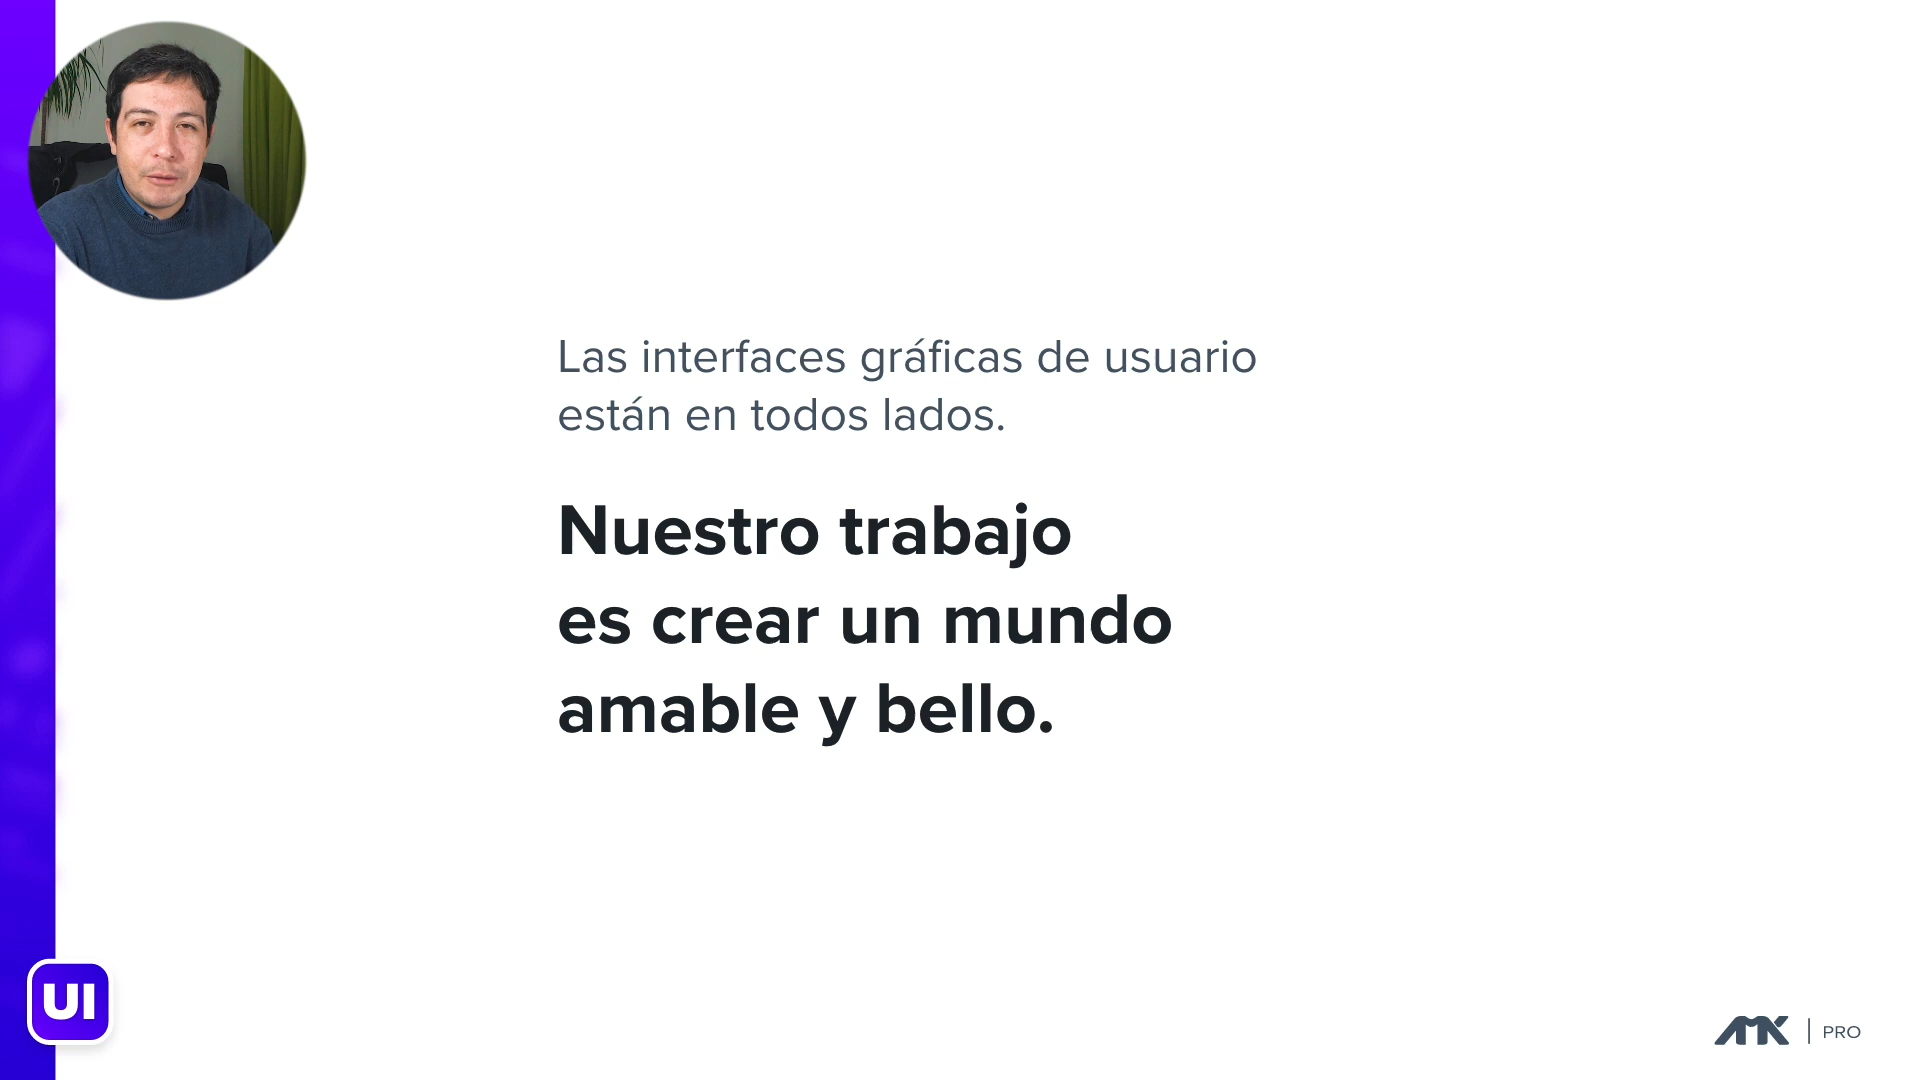 Las interfaces gráficas de usuario
están en todos lados.
Nuestro trabajo
es crear un mundo
amable y bello.
UI
AMK | PRO